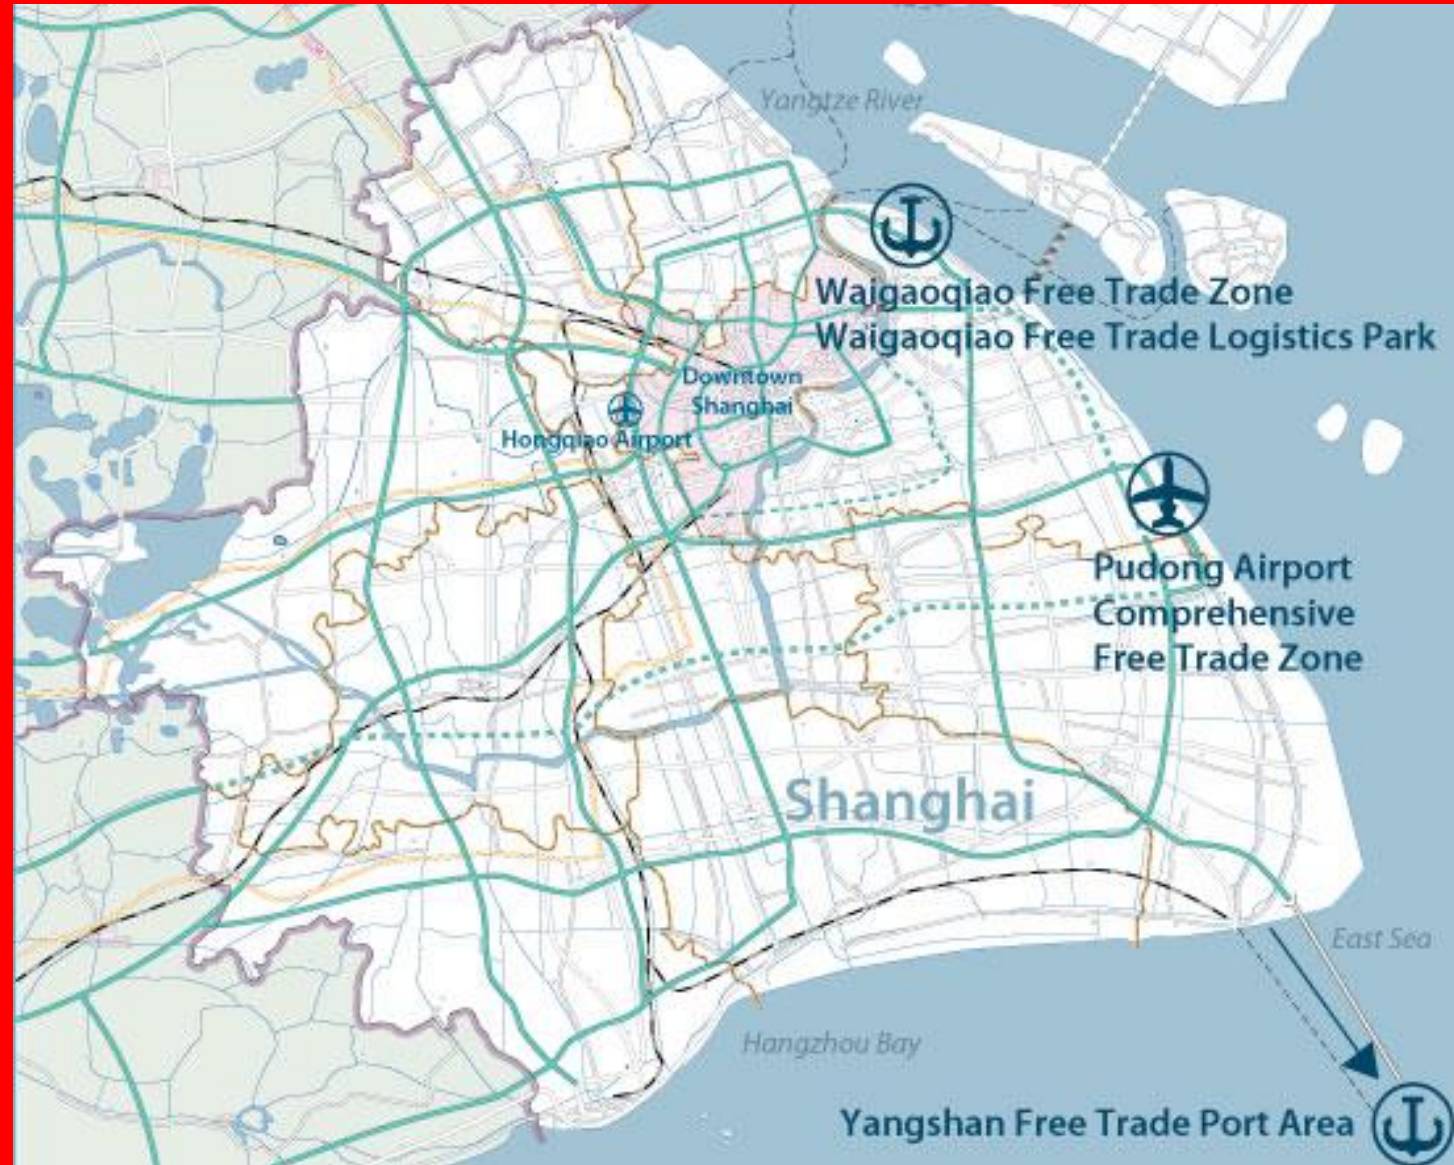 Yangtze River
Waigaoqiao Free Trade Zone
Waigaoqiao Free Trade Logistics Park
Downtown
Shanghai
Hongqiao Airport
Pudong Airport
Comprehensive
Free Trade Zone
Shanghai
East Sea
Hangzhou Bay
Yangshan Free Trade Port Area